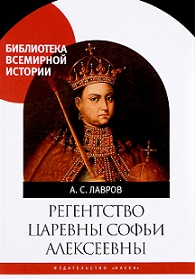 БИБЛИОТЕКА
ВСЕМИРНОЙ
ИСТОРИИ
А. С. ЛАВРОВ
РЕГЕНТСТВО
ЦАРЕВНЫ СОФЬИ
АЛЕКСЕЕВНЫ
ИЗДАТЕЛЬСТВО «НАУКА»